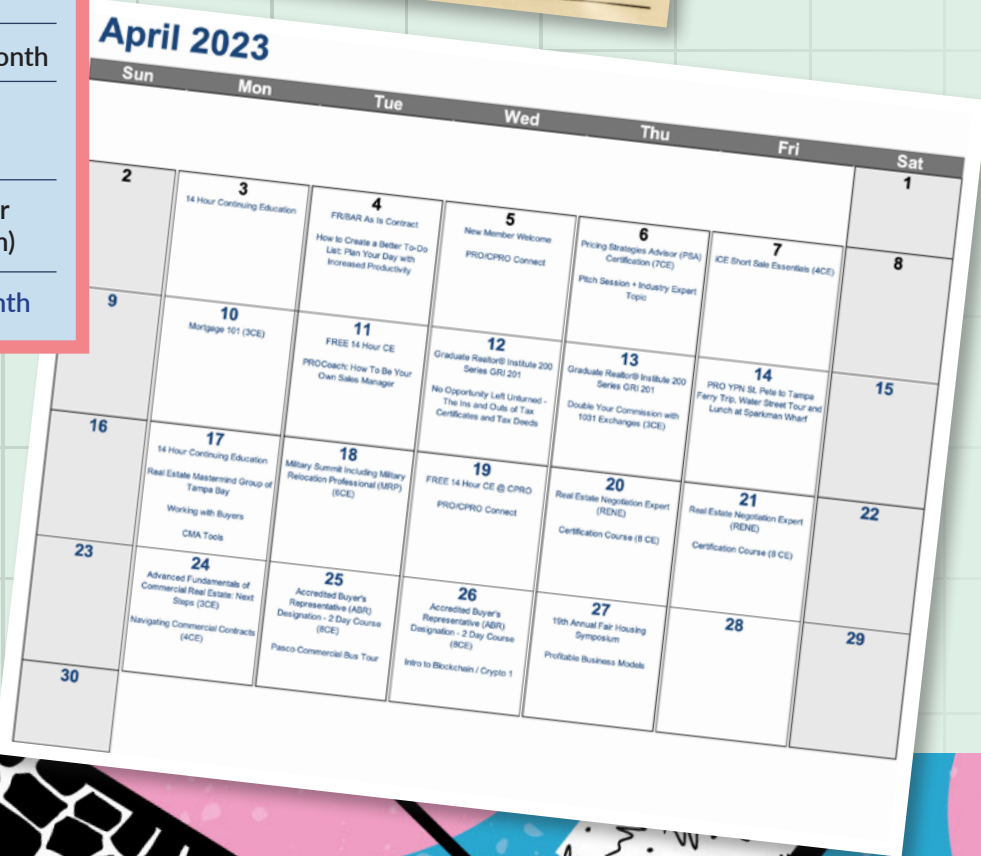 onth
r
n)
nth
April 2023
Sun Mon Tue Wed Thu Fri Sat
1
2
3
14 Hour Continuing Education
4
FR/BAR As Is Contract
How to Create a Better To-Do
List: Plan Your Day with
Increased Productivity
5
New Member Welcome
PRO/CPRO Connect
6
Pricing Strategies Advisor (PSA)
Certification (7CE)
Pitch Session + Industry Expert
Topic
7
iCE Short Sale Essentials (4CE)
8
9
10
Mortgage 101 (3CE)
11
FREE 14 Hour CE
PROCoach: How To Be Your
Own Sales Manager
12
Graduate Realtor® Institute 200
Series GRI 201
No Opportunity Left Unturned -
The Ins and Outs of Tax
Certificates and Tax Deeds
13
Graduate Realtor® Institute 200
Series GRI 201
Double Your Commission with
1031 Exchanges (3CE)
14
PRO YPN St. Pete to Tampa
Ferry Trip, Water Street Tour and
Lunch at Sparkman Wharf
15
16
17
14 Hour Continuing Education
Real Estate Mastermind Group of
Tampa Bay
Working with Buyers
CMA Tools
18
Military Summit Including Military
Relocation Professional (MRP)
(6CE)
19
FREE 14 Hour CE @ CPRO
PRO/CPRO Connect
20
Real Estate Negotiation Expert
(RENE)
Certification Course (8 CE)
21
Real Estate Negotiation Expert
(RENE)
Certification Course (8 CE)
22
23
24
Advanced Fundamentals of
Commercial Real Estate: Next
Steps (3CE)
Navigating Commercial Contracts
(4CE)
25
Accredited Buyer's
Representative (ABR)
Designation - 2 Day Course
(8CE)
Pasco Commercial Bus Tour
26
Accredited Buyer's
Representative (ABR)
Designation - 2 Day Course
(8CE)
Intro to Blockchain / Crypto 1
27
19th Annual Fair Housing
Symposium
Profitable Business Models
28
29
30